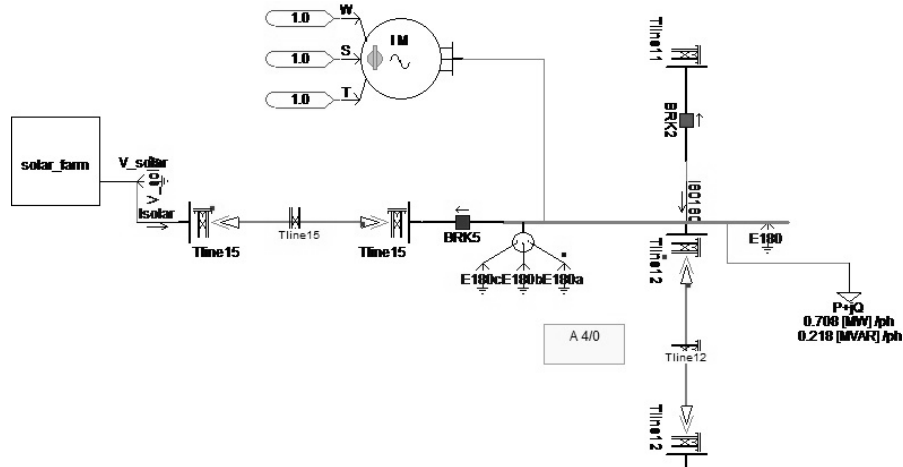 1.0
W
1.0
S
1.0
T
IM
Tline11
BRK2
IB0180
solar_farm
V_solar
Isolar
Tline15
Tline15
Tline15
BRK5
E180c
E180b
E180a
A 4/0
Tline12
Tline12
Tline12
E180
P+jQ
0.708 [MW] /ph
0.218 [MVAR] /ph